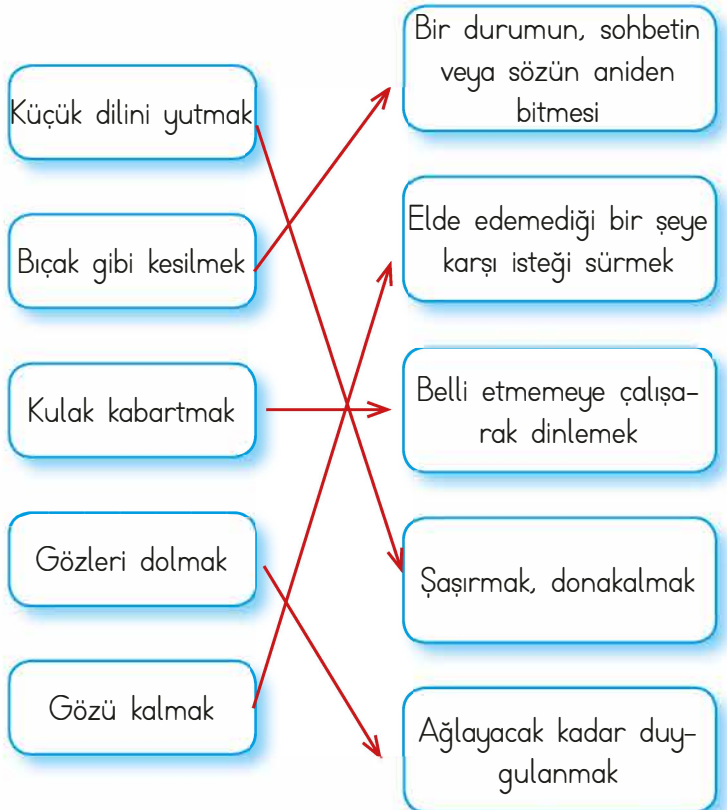 Küçük dilini yutmak
Bıçak gibi kesilmek
Kulak kabartmak
Gözleri dolmak
Gözü kalmak
Bir durumun, sohbetin
veya sözün aniden
bitmesi
Elde edemediği bir şeye
karşı isteği sürmek
Belli etmemeye çalışa-
rak dinlemek
Şaşırmak, donakalmak
Ağlayacak kadar duy-
gulanmak